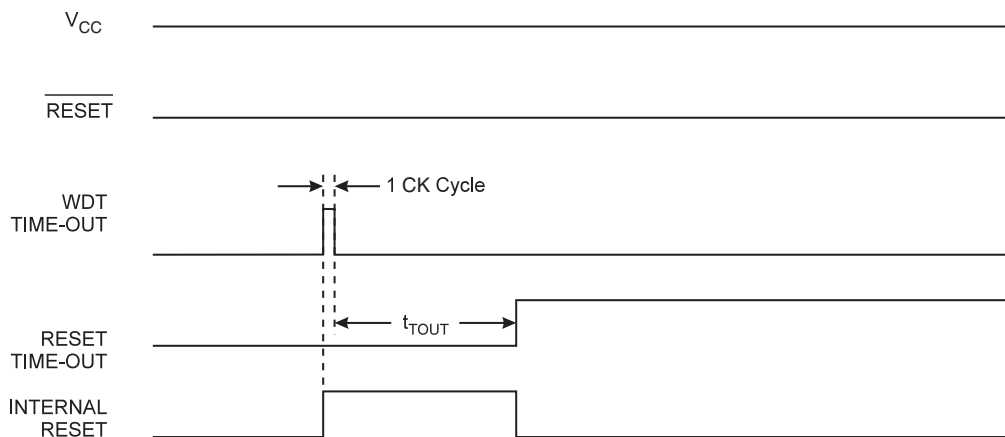 VCC
RESET
1 CK Cycle
WDT
TIME-OUT
tTOUT
RESET
TIME-OUT
INTERNAL
RESET